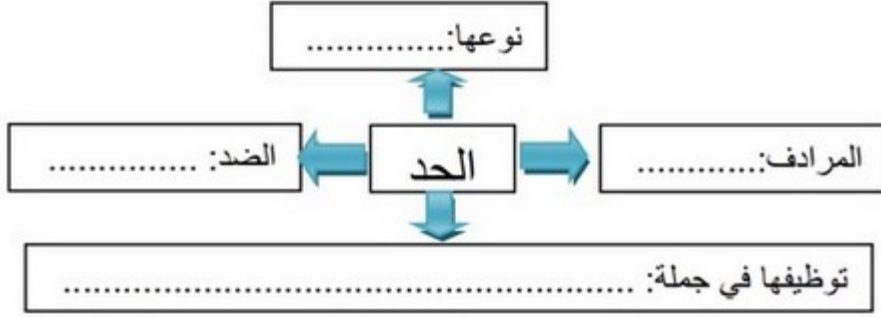 نوعها:................
المرادف:............
الحد
الضد: ..............
توظيفها في جملة: .......................................................